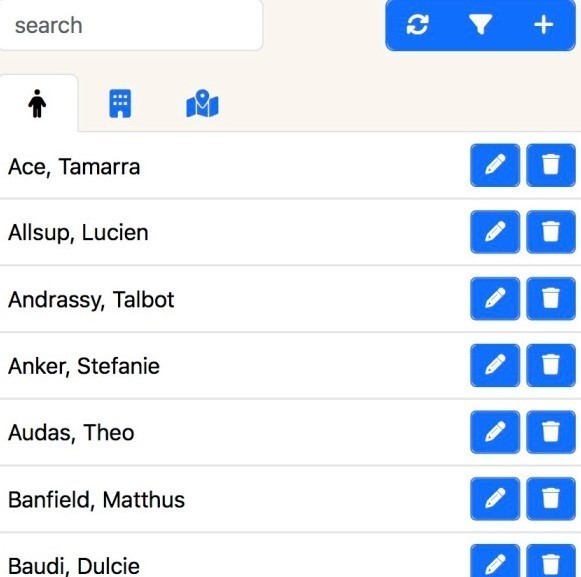 search
Ace, Tamarra
Allsup, Lucien
Andrassy, Talbot
Anker, Stefanie
Audas, Theo
Banfield, Matthus
Baudi, Dulcie